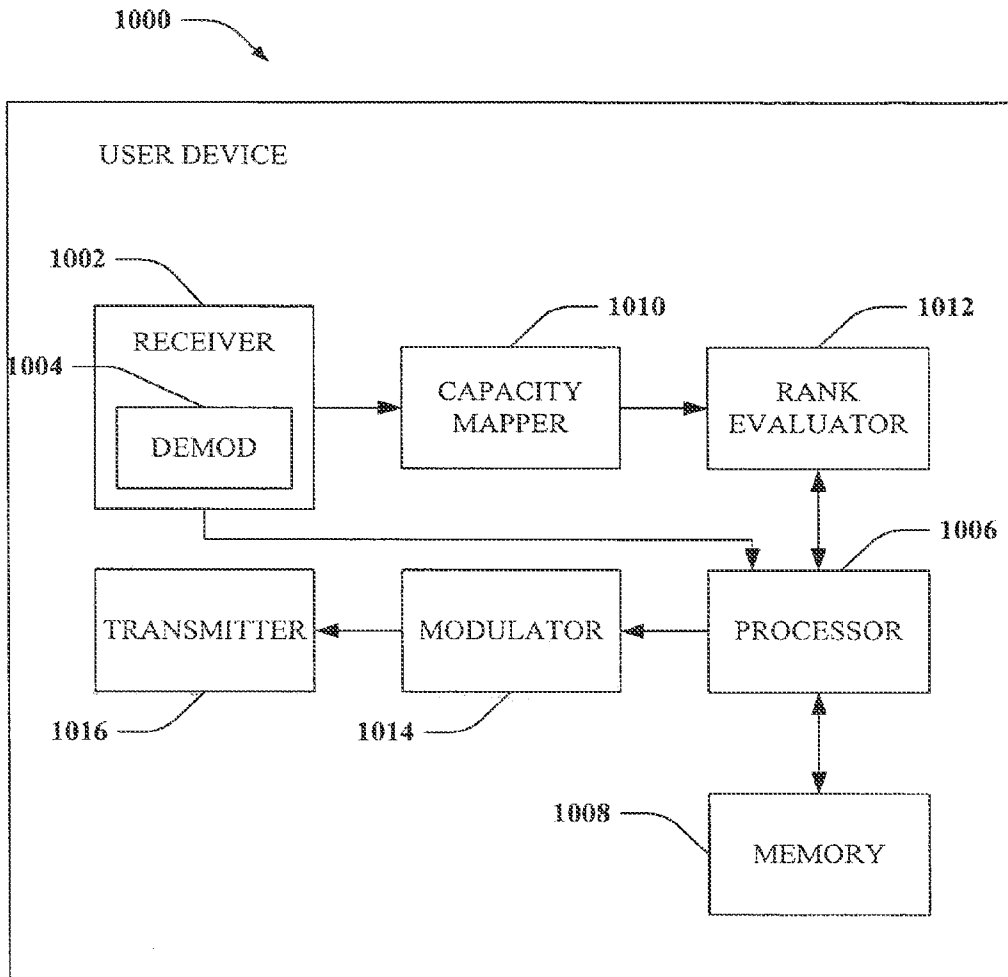 1000
USER DEVICE
1002
RECEIVER
1004
DEMOD
1010
CAPACITY
MAPPER
1012
RANK
EVALUATOR
1006
TRANSMITTER
MODULATOR
PROCESSOR
1016
1014
1008
MEMORY